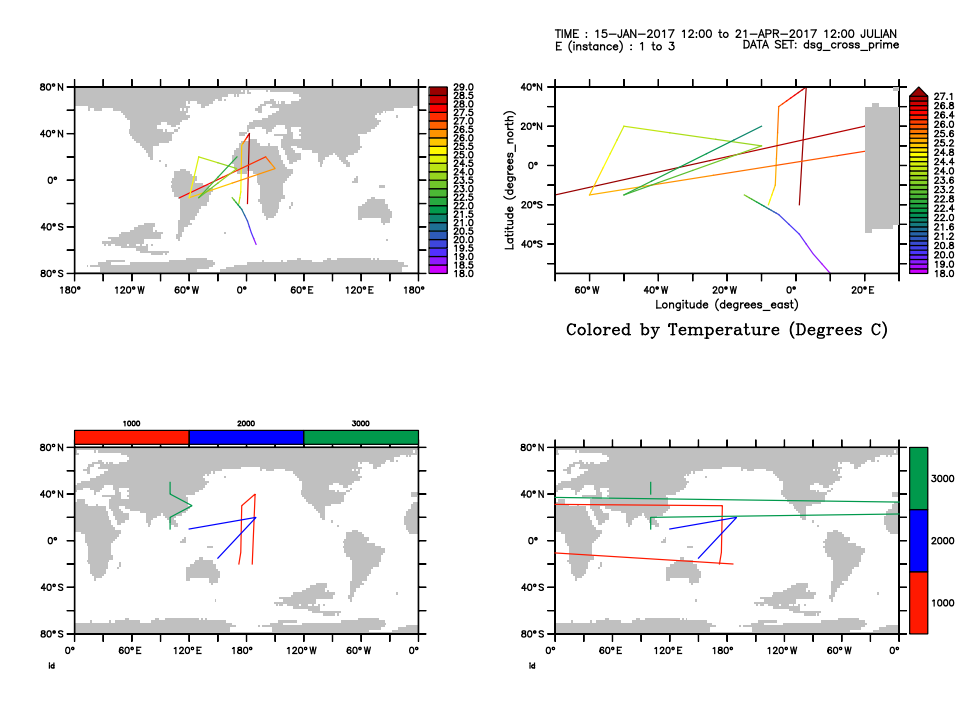 TIME : 15-JAN-2017 12:00 to 21-APR-2017 12:00 JULIAN
E (instance) : 1 to 3
DATA SET: dsg_cross_prime
80°N
40°N
0°
40°S
80°S
180°
120°W
60°W
0°
60°E
120°E
180°
29.0
28.5
28.0
27.5
27.0
26.5
26.0
25.5
25.0
24.5
24.0
23.5
23.0
22.5
22.0
21.5
21.0
20.5
20.0
19.5
19.0
18.5
18.0
40°N
20°N
0°
20°S
40°S
Latitude (degrees_north)
60°W
40°W
20°W
0°
20°E
Longitude (degrees_east)
27.1
26.8
26.4
26.0
25.6
25.2
24.8
24.4
24.0
23.6
23.2
22.8
22.4
22.0
21.6
21.2
20.8
20.4
19.8
19.4
19.0
18.4
18.0
Colored by Temperature (Degrees C)
1000
2000
3000
80°N
40°N
0°
40°S
80°S
0°
60°E
120°E
180°
120°W
60°W
0°
id
80°N
40°N
0°
40°S
80°S
0°
60°E
120°E
180°
120°W
60°W
0°
id
3000
2000
1000